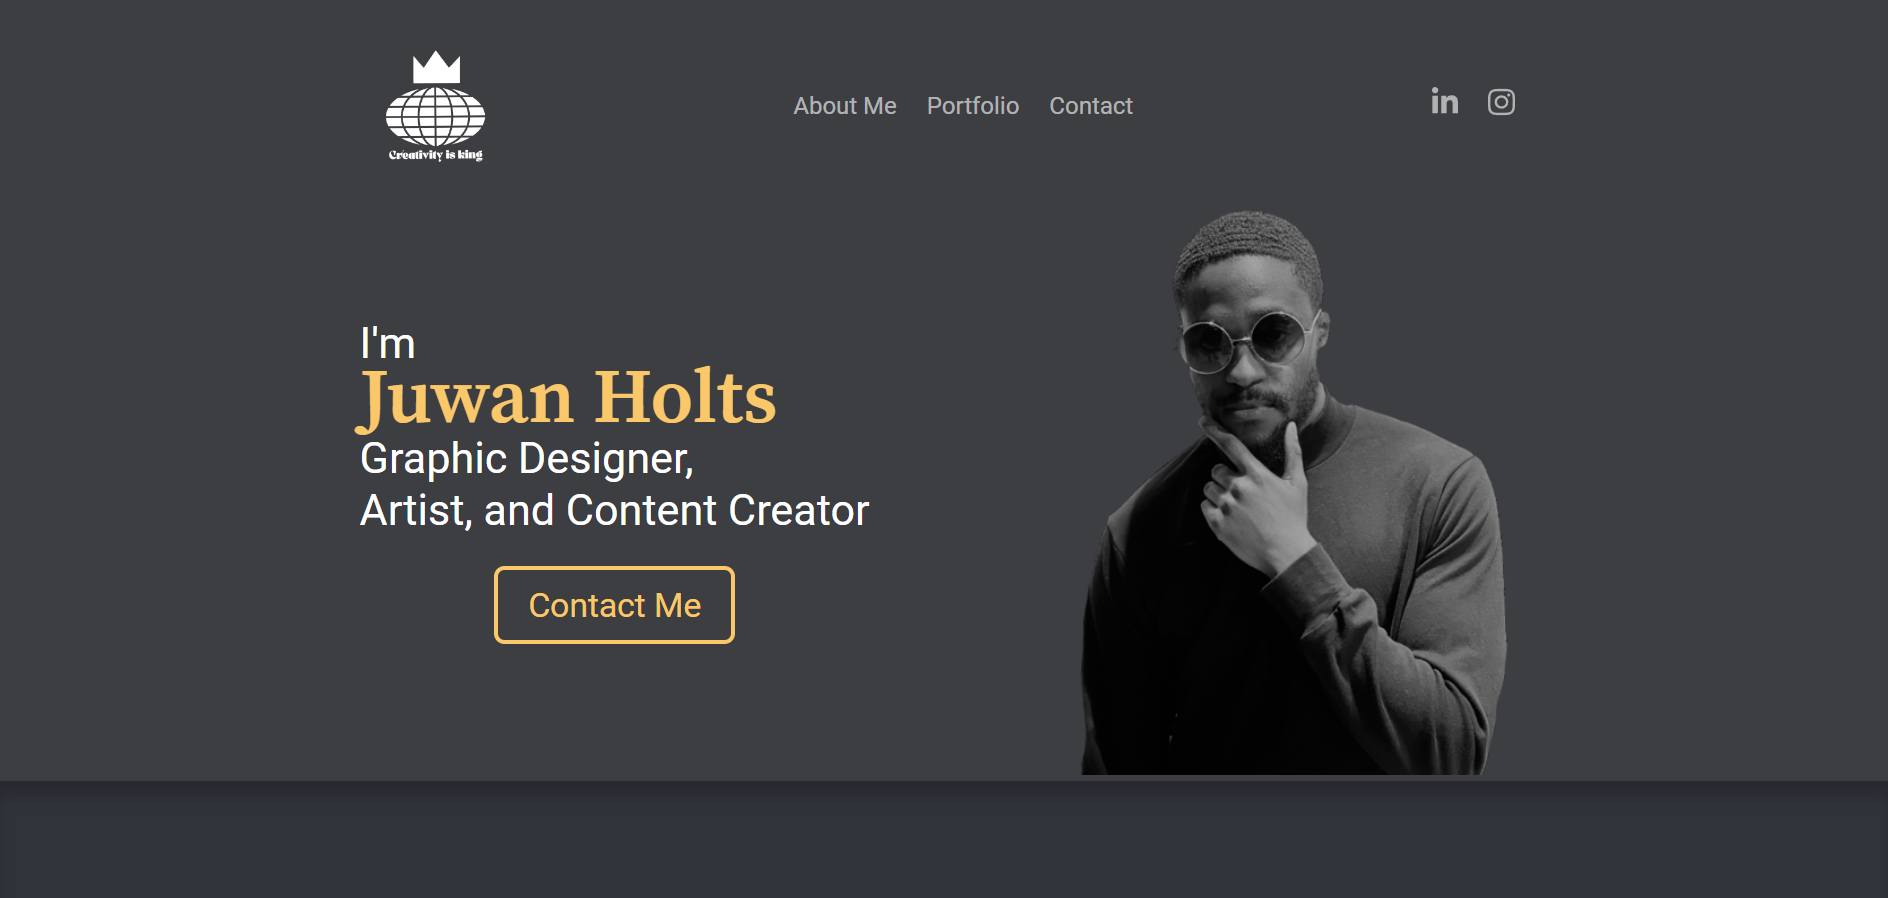 Creativity is king
About Me Portfolio Contact
I'm
Juwan Holts
Graphic Designer,
Artist, and Content Creator
Contact Me